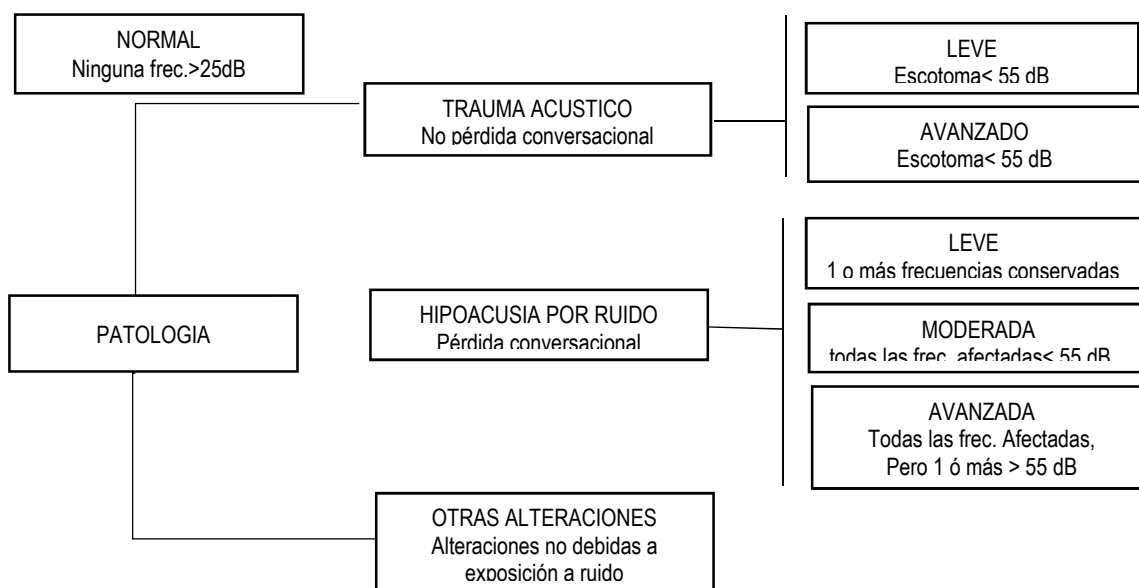 NORMAL
Ninguna frec.>25dB
TRAUMA ACUSTICO
No pérdida conversacional
LEVE
Escotoma< 55 dB
AVANZADO
Escotoma< 55 dB
PATOLOGIA
HIPOACUSIA POR RUIDO
Pérdida conversacional
LEVE
1 o más frecuencias conservadas
MODERADA
todas las frec. afectadas< 55 dB
AVANZADA
Todas las frec. Afectadas,
Pero 1 ó más > 55 dB
OTRAS ALTERACIONES
Alteraciones no debidas a
exposición a ruido